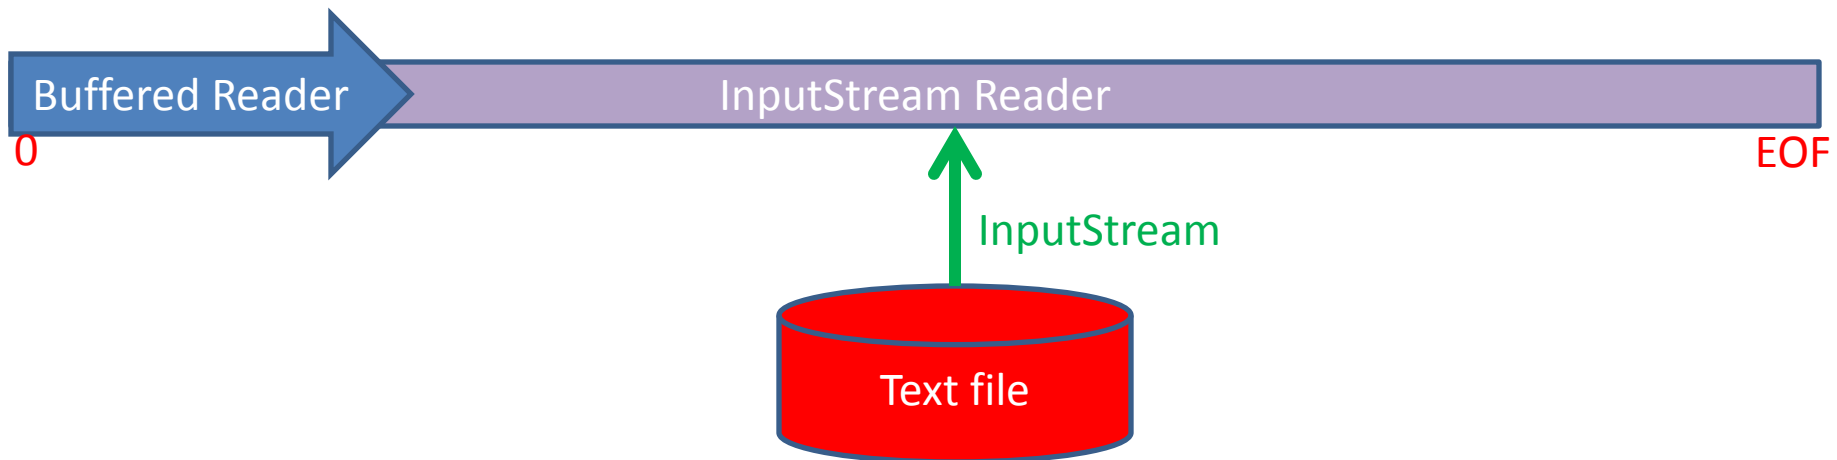 Buffered Reader
InputStream Reader
0
EOF
InputStream
Text file